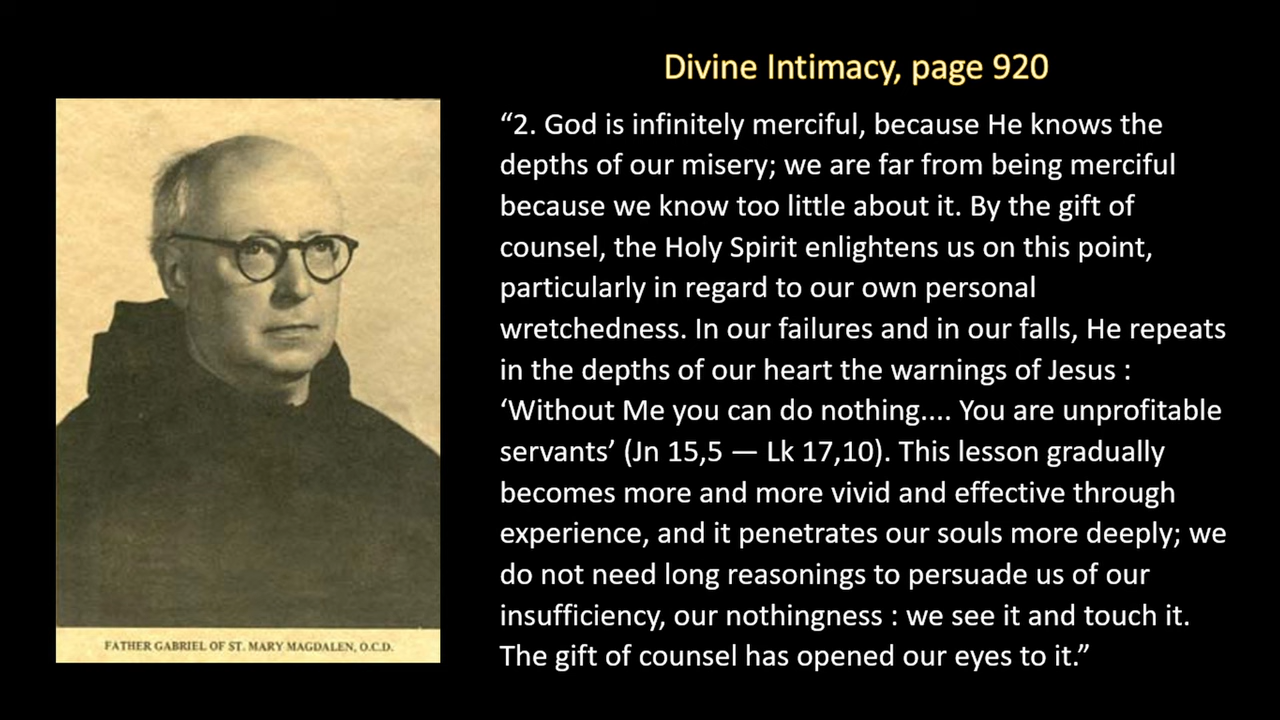 Divine Intimacy, page 920
“2. God is infinitely merciful, because He knows the
depths of our misery; we are far from being merciful
because we know too little about it. By the gift of
counsel, the Holy Spirit enlightens us on this point,
particularly in regard to our own personal
wretchedness. In our failures and in our falls, He repeats
in the depths of our heart the warnings of Jesus :
‘Without Me you can do nothing.... You are unprofitable
servants’ (Jn 15,5 — Lk 17,10). This lesson gradually
becomes more and more vivid and effective through
experience, and it penetrates our souls more deeply; we
do not need long reasonings to persuade us of our
insufficiency, our nothingness : we see it and touch it.
The gift of counsel has opened our eyes to it.”
FATHER GABRIEL OF ST. MARY MAGDALEN, O.C.D.